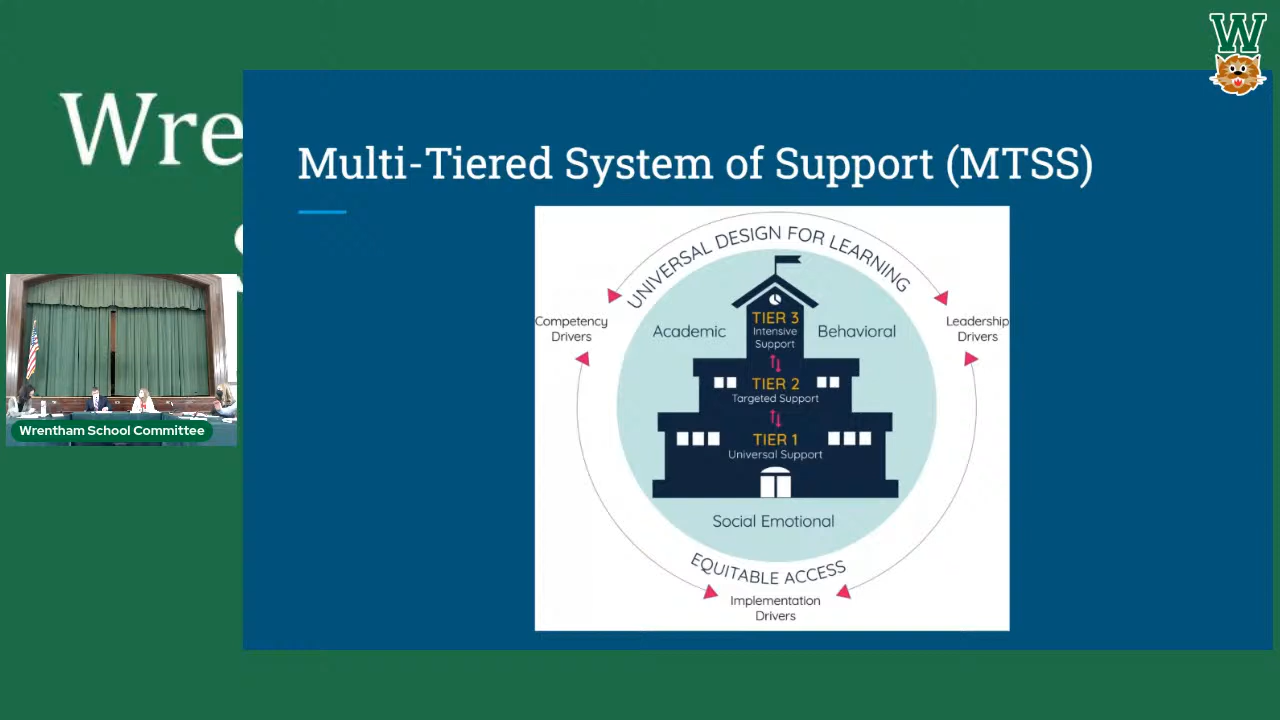 W
Wre
Multi-Tiered System of Support (MTSS)
UNIVERSAL DESIGN FOR LEARNING
Competency
Drivers
Leadership
Drivers
Academic
Behavioral
TIER 3
Intensive
Support
TIER 2
Targeted Support
TIER 1
Universal Support
Social Emotional
EQUITABLE ACCESS
Implementation
Drivers
Wrentham School Committee